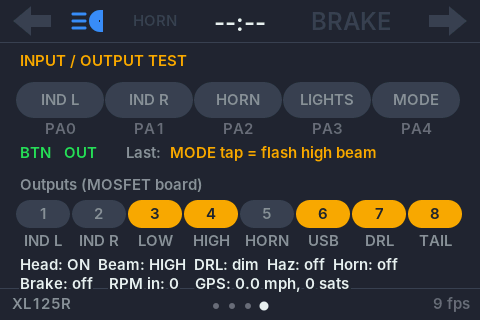 HORN --:-- BRAKE
INPUT / OUTPUT TEST
IND L IND R HORN LIGHTS MODE
PA0 PA1 PA2 PA3 PA4
BTN OUT Last: MODE tap = flash high beam
Outputs (MOSFET board)
1 2 3 4 5 6 7 8
IND L IND R LOW HIGH HORN USB DRL TAIL
Head: ON Beam: HIGH DRL: dim Haz: off Horn: off
Brake: off RPM in: 0 GPS: 0.0 mph, 0 sats
XL125R 9 fps